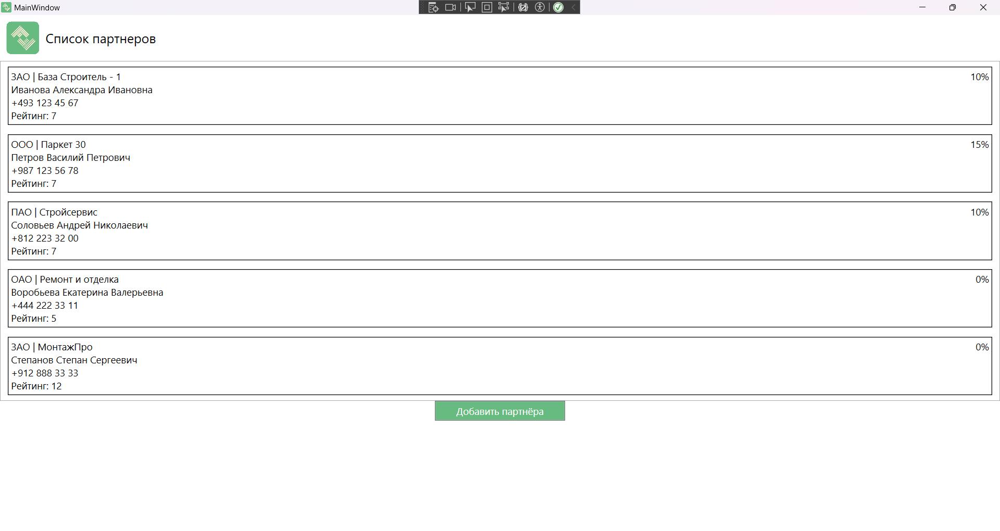 MainWindow
Список партнеров
ЗАО | База Строитель - 1
10%
Иванова Александра Ивановна
+493 123 45 67
Рейтинг: 7
ООО | Паркет 30
15%
Петров Василий Петрович
+987 123 56 78
Рейтинг: 7
ПАО | Стройсервис
10%
Соловьев Андрей Николаевич
+812 223 32 00
Рейтинг: 7
ОАО | Ремонт и отделка
0%
Воробьева Екатерина Валерьевна
+444 222 33 11
Рейтинг: 5
ЗАО | МонтажПро
0%
Степанов Степан Сергеевич
+912 888 33 33
Рейтинг: 12
Добавить партнёра